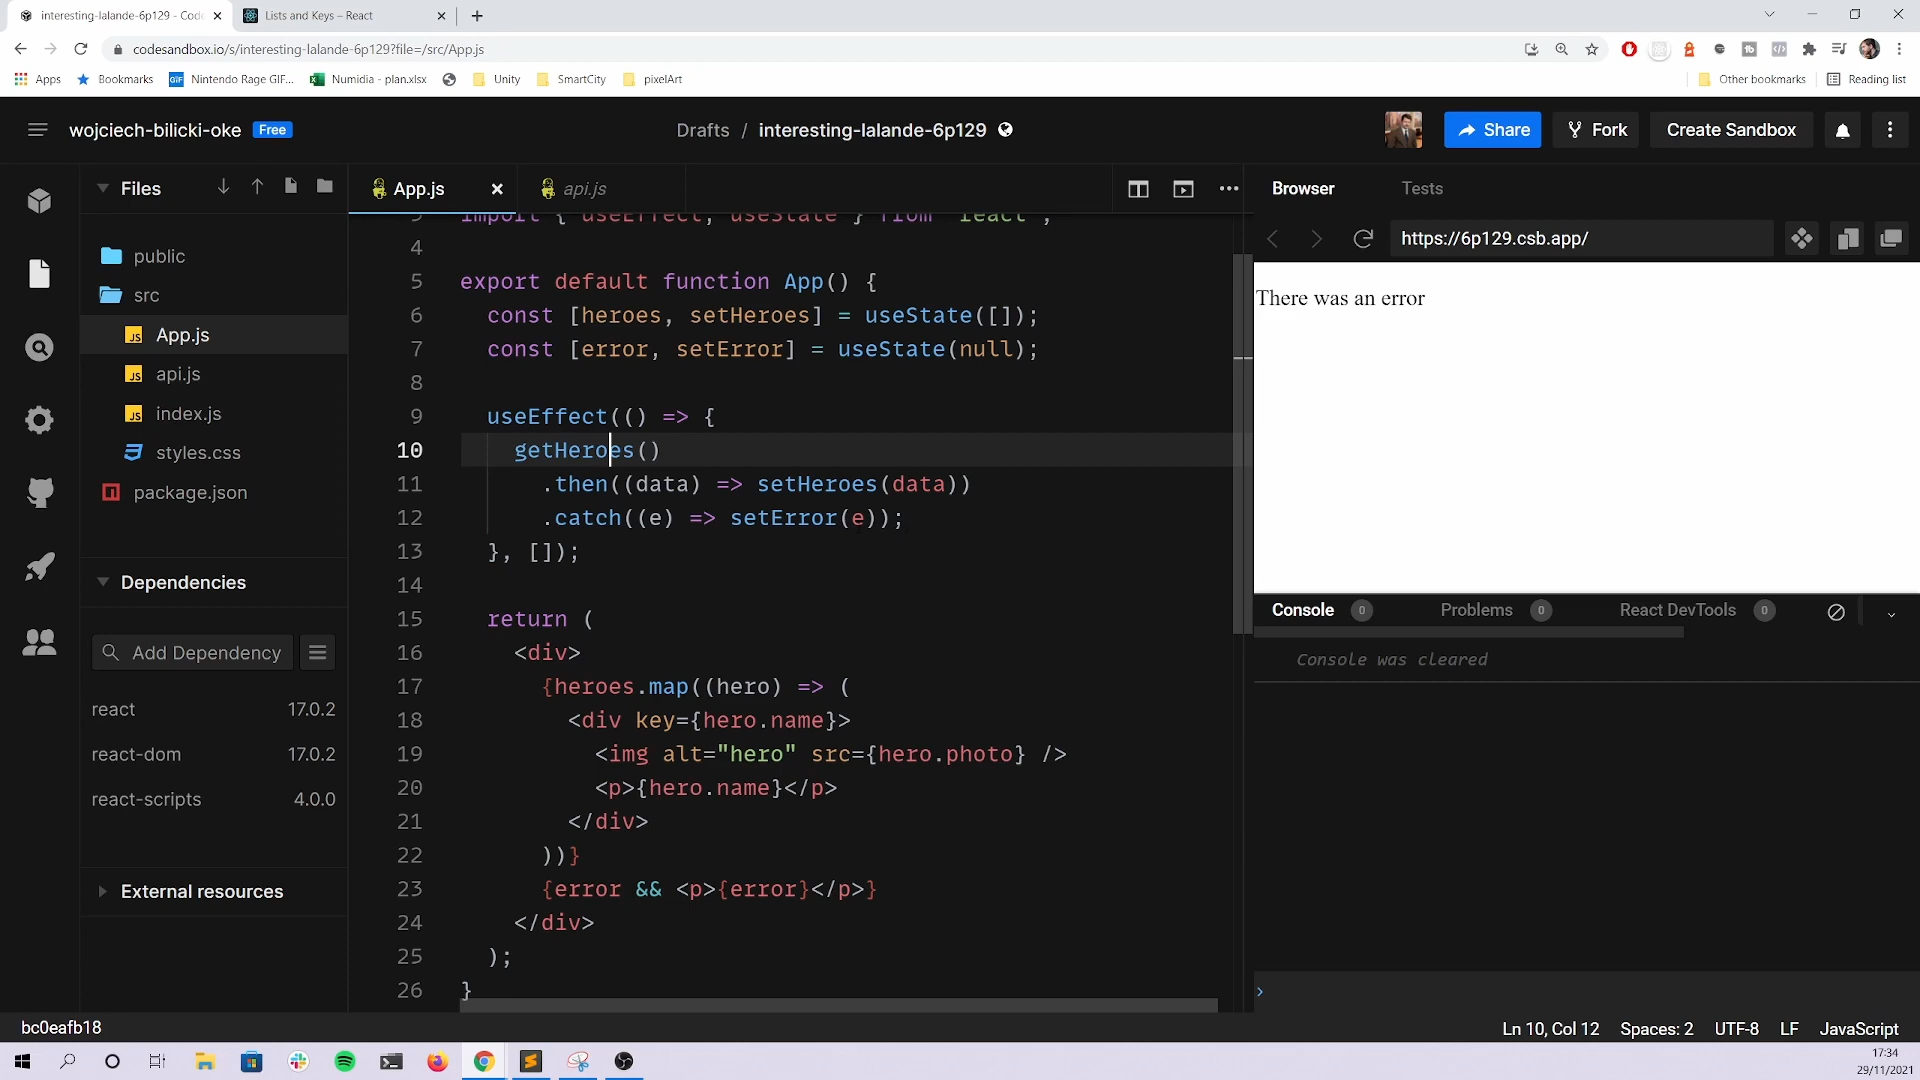 interesting-lalande-6p129 - Code
Lists and Keys – React
codesandbox.io/s/interesting-lalande-6p129?file=/src/App.js
Apps
Bookmarks
Nintendo Rage GIF...
Numidia - plan.xlsx
Unity
SmartCity
pixelArt
Other bookmarks
Reading list
wojciech-bilicki-oke
Free
Drafts / interesting-lalande-6p129
Share
Fork
Create Sandbox
Files
App.js
api.js
Browser
Tests
https://6p129.csb.app/
public
src
App.js
api.js
index.js
styles.css
package.json
Dependencies
Add Dependency
react 17.0.2
react-dom 17.0.2
react-scripts 4.0.0
External resources
3 import { useEffect, useState } from "react";
4
5 export default function App() {
6 const [heroes, setHeroes] = useState([]);
7 const [error, setError] = useState(null);
8
9 useEffect(() => {
10 getHeroes()
11 .then((data) => setHeroes(data))
12 .catch((e) => setError(e));
13 }, []);
14
15 return (
16 <div>
17 {heroes.map((hero) => (
18 <div key={hero.name}>
19 <img alt="hero" src={hero.photo} />
20 <p>{hero.name}</p>
21 </div>
22 ))}
23 {error && <p>{error}</p>}
24 </div>
25 );
26 }
There was an error
Console 0
Problems 0
React DevTools 0
Console was cleared
bc0eafb18
Ln 10, Col 12
Spaces: 2
UTF-8
LF
JavaScript
17:34
29/11/2021